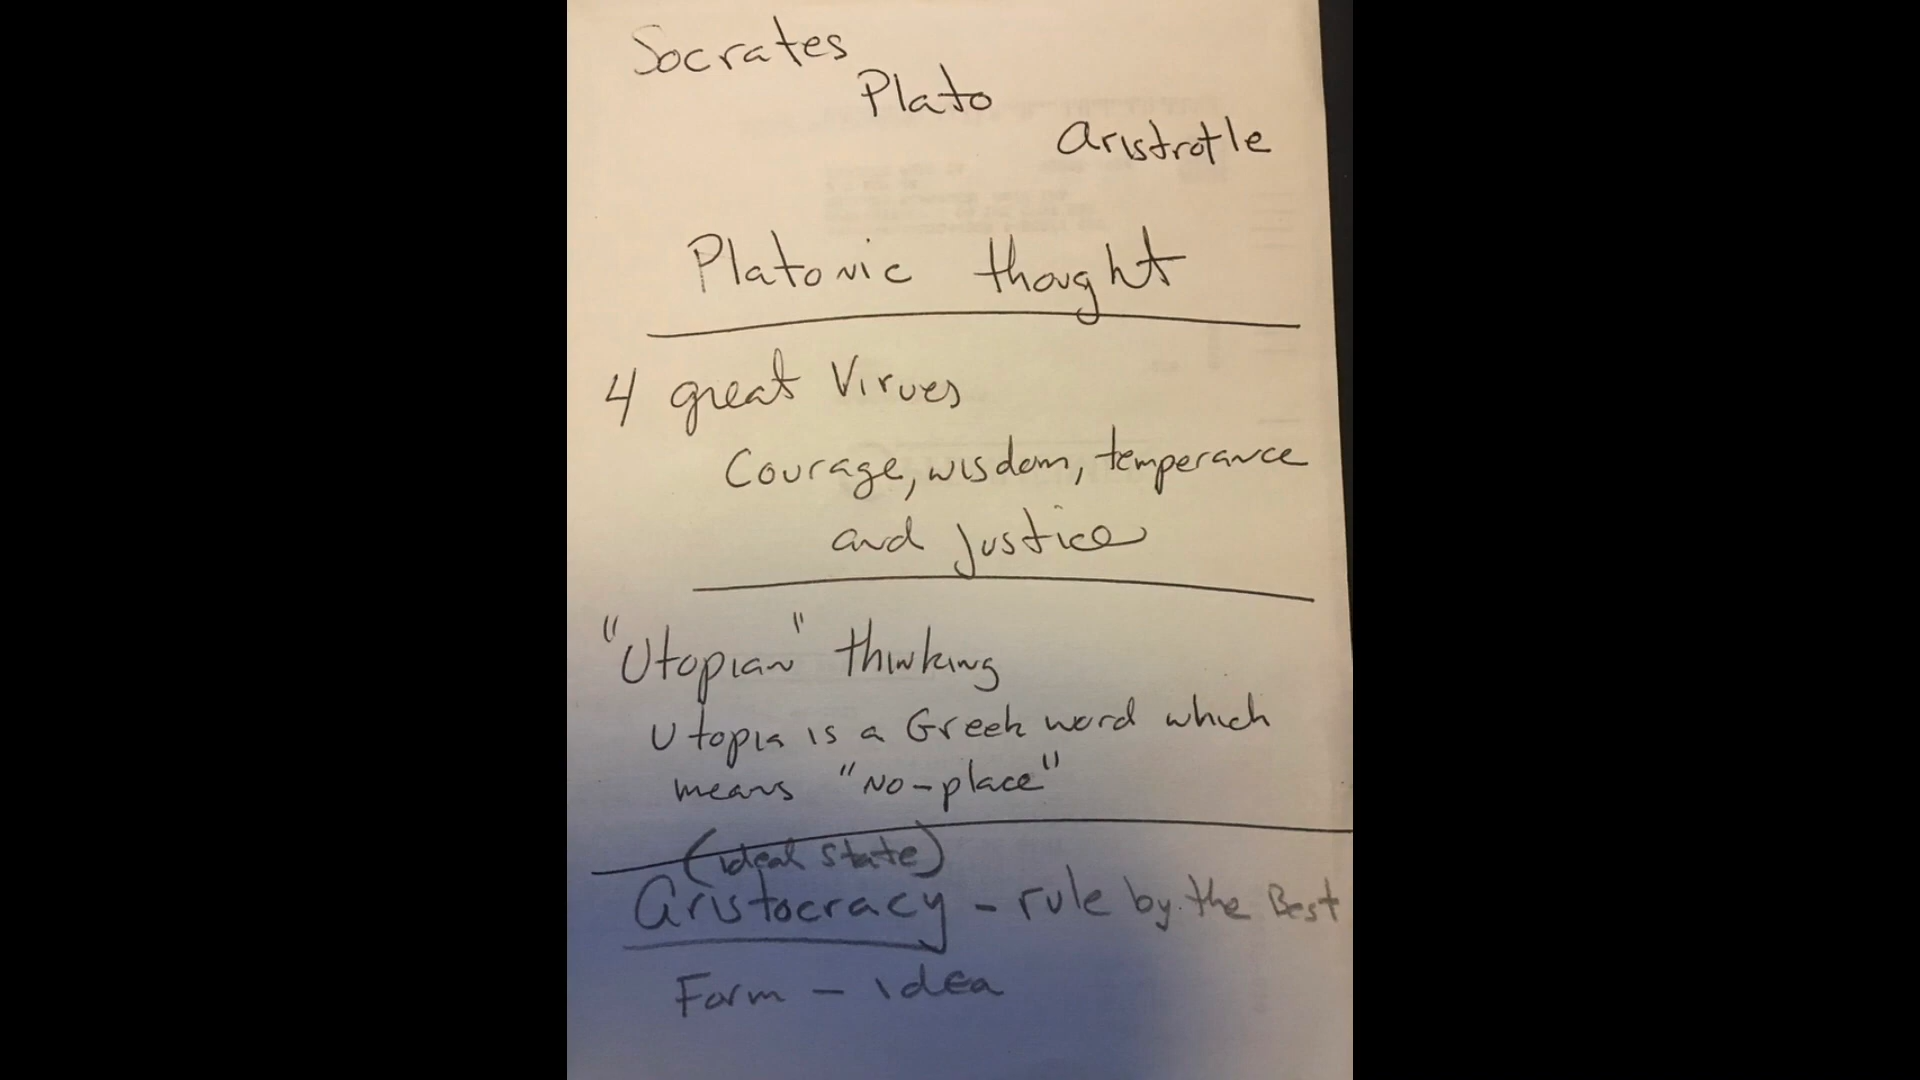 Socrates
Plato
Aristrotle
Platonic thought
4 great Virues
Courage, wisdom, temperance
and justice
"Utopian" thinking
Utopia is a Greek word which
means "No-place"
(ideal state)
Aristocracy - rule by the Best
Form - idea